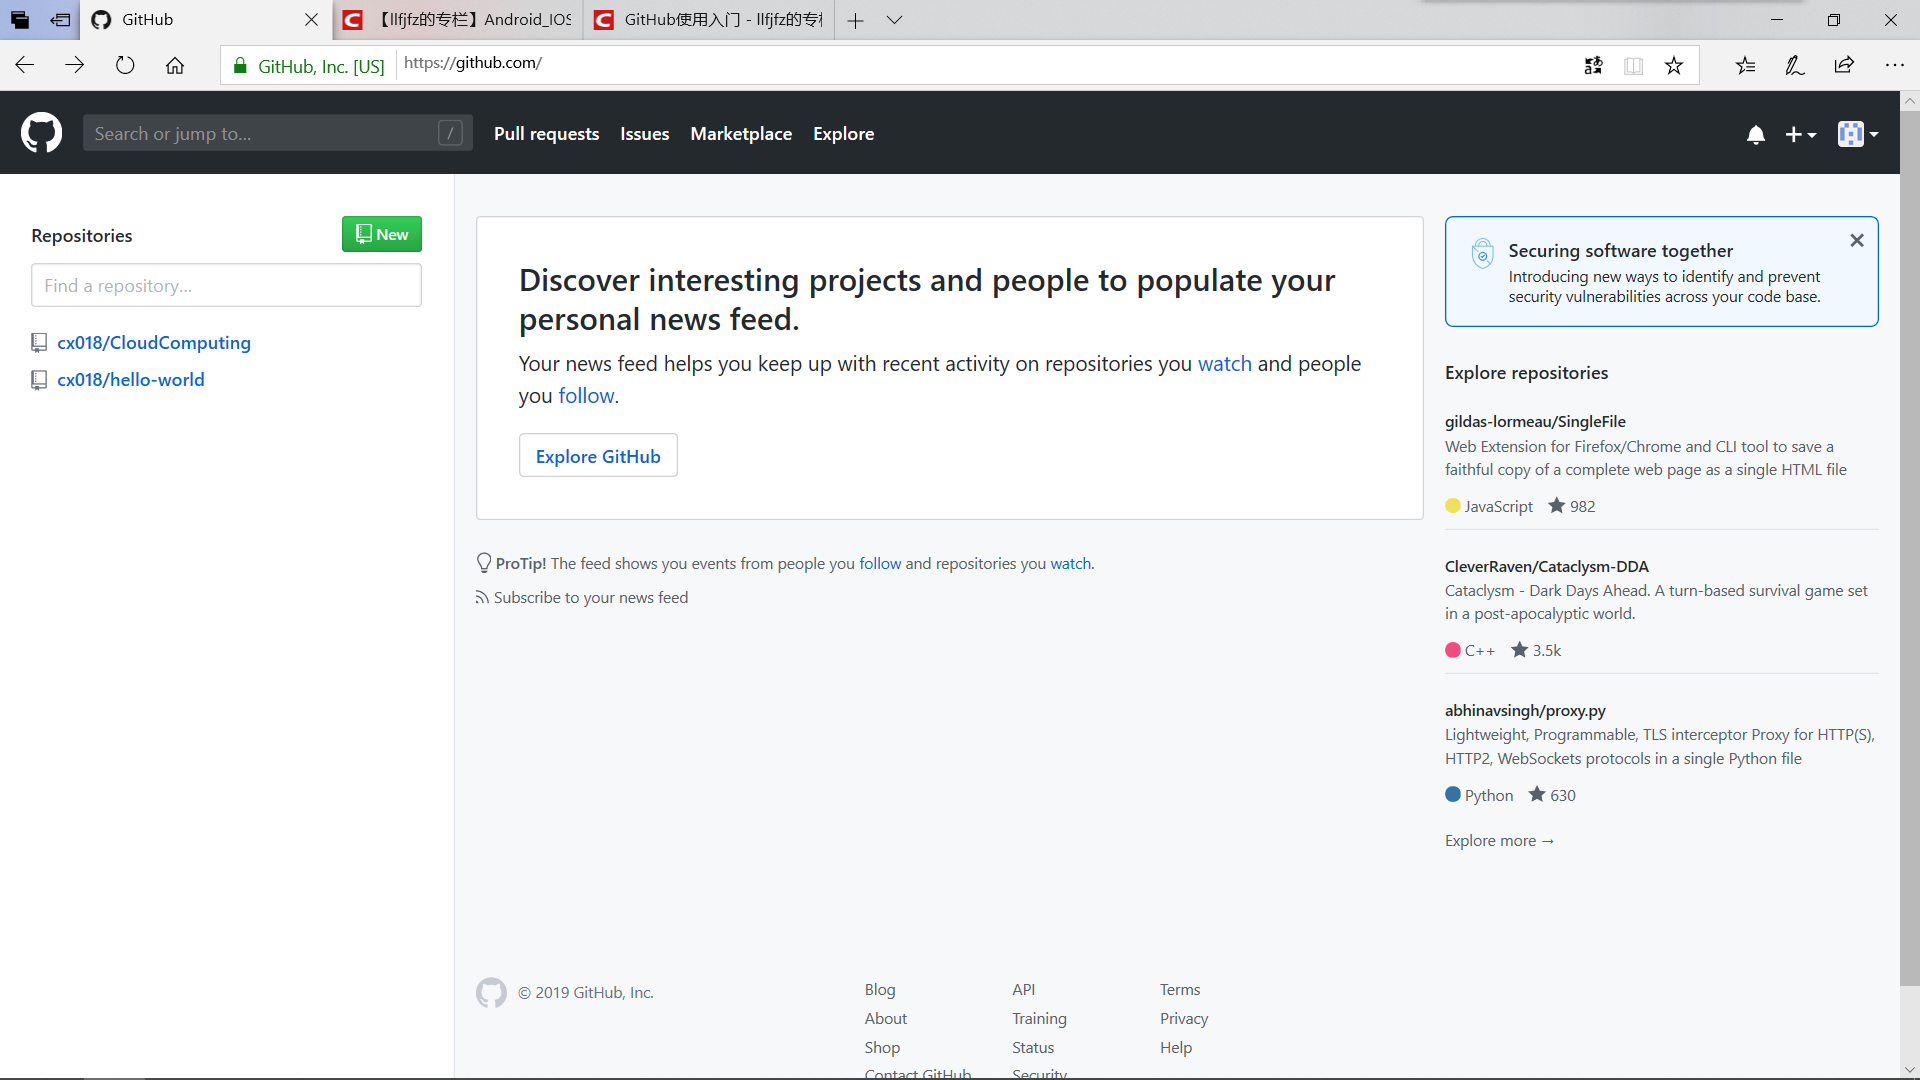 GitHub
【llfjfz的专栏】Android_IOS
GitHub使用入门 - llfjfz的专栏
GitHub, Inc. [US]
https://github.com/
Search or jump to...
/
Pull requests
Issues
Marketplace
Explore
Repositories
New
Find a repository...
cx018/CloudComputing
cx018/hello-world
Discover interesting projects and people to populate your
personal news feed.
Your news feed helps you keep up with recent activity on repositories you watch and people
you follow.
Explore GitHub
ProTip! The feed shows you events from people you follow and repositories you watch.
Subscribe to your news feed
Securing software together
Introducing new ways to identify and prevent
security vulnerabilities across your code base.
Explore repositories
gildas-lormeau/SingleFile
Web Extension for Firefox/Chrome and CLI tool to save a
faithful copy of a complete web page as a single HTML file
JavaScript 982
CleverRaven/Cataclysm-DDA
Cataclysm - Dark Days Ahead. A turn-based survival game set
in a post-apocalyptic world.
C++ 3.5k
abhinavsingh/proxy.py
Lightweight, Programmable, TLS interceptor Proxy for HTTP(S),
HTTP2, WebSockets protocols in a single Python file
Python 630
Explore more →
© 2019 GitHub, Inc.
Blog
About
Shop
Contact GitHub
API
Training
Status
Security
Terms
Privacy
Help